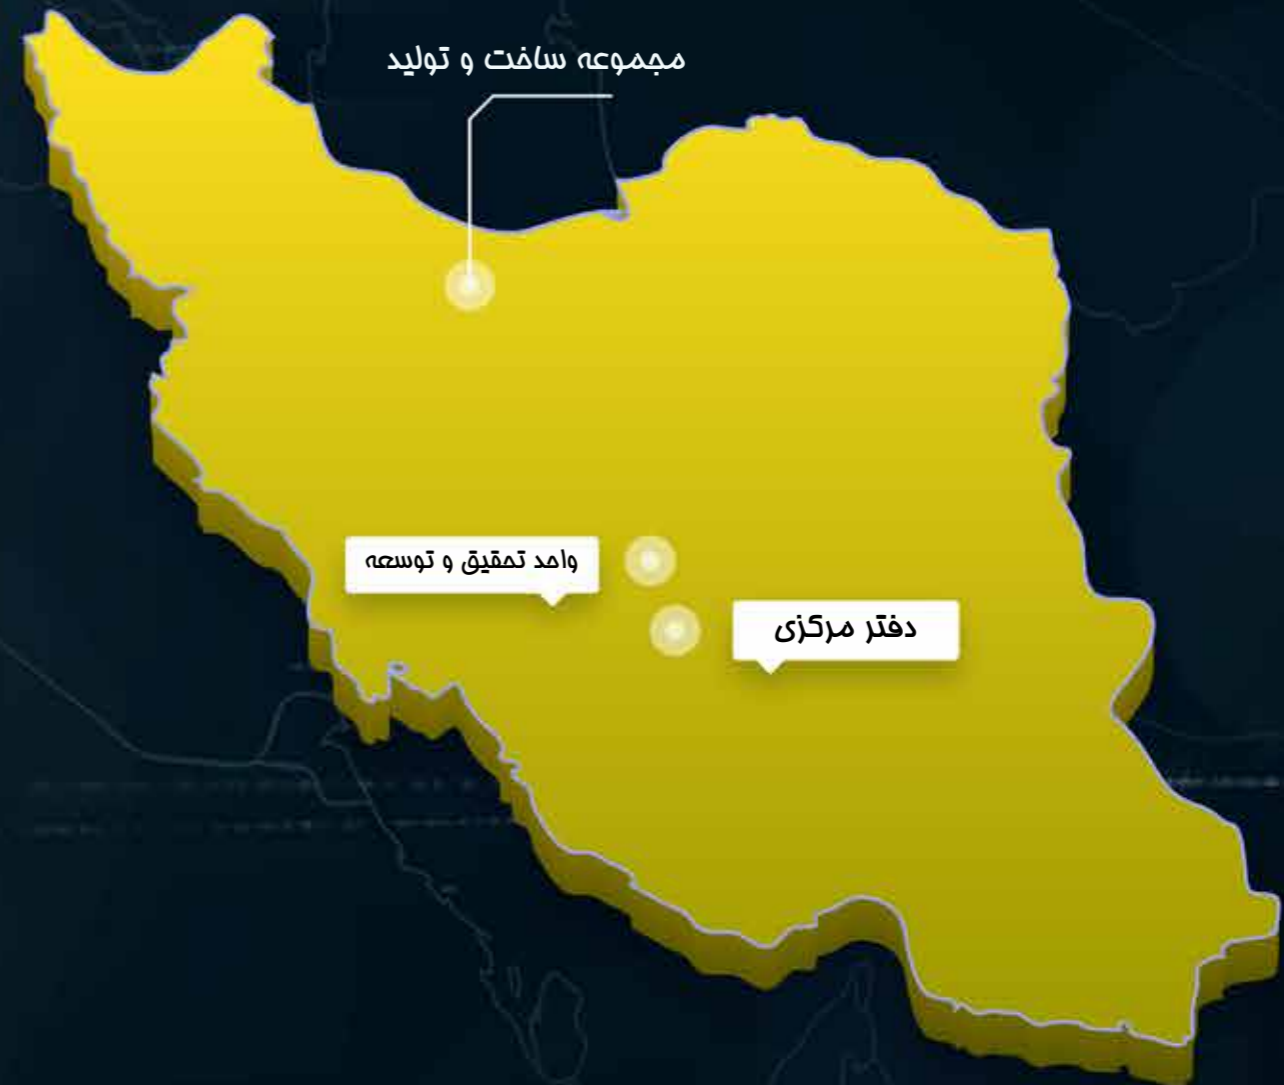 مجموعه ساخت و تولید
واحد تحقیق و توسعه
دفتر مرکزی